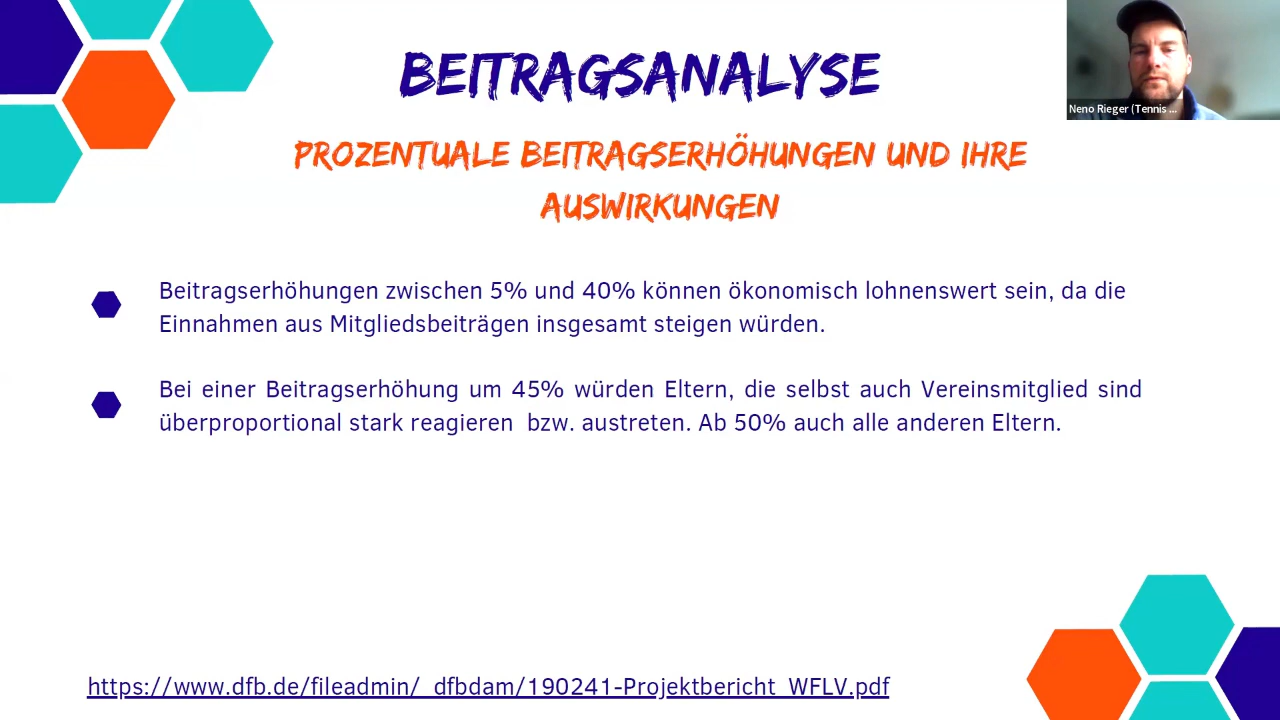 BEITRAGSANALYSE
Neno Rieger (Tennis ...
PROZENTUALE BEITRAGSERHÖHUNGEN UND IHRE
AUSWIRKUNGEN
Beitragserhöhungen zwischen 5% und 40% können ökonomisch lohnenswert sein, da die
Einnahmen aus Mitgliedsbeiträgen insgesamt steigen würden.
Bei einer Beitragserhöhung um 45% würden Eltern, die selbst auch Vereinsmitglied sind
überproportional stark reagieren bzw. austreten. Ab 50% auch alle anderen Eltern.
https://www.dfb.de/fileadmin/_dfbdam/190241-Projektbericht_WFLV.pdf